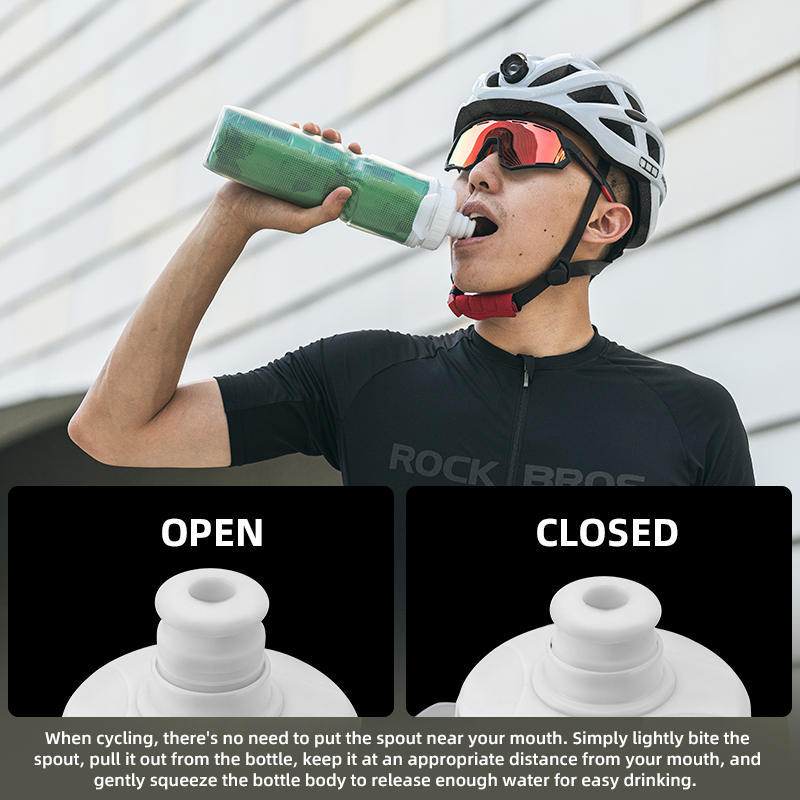 ROCK BROS
OPEN
CLOSED
When cycling, there's no need to put the spout near your mouth. Simply lightly bite the
spout, pull it out from the bottle, keep it at an appropriate distance from your mouth, and
gently squeeze the bottle body to release enough water for easy drinking.